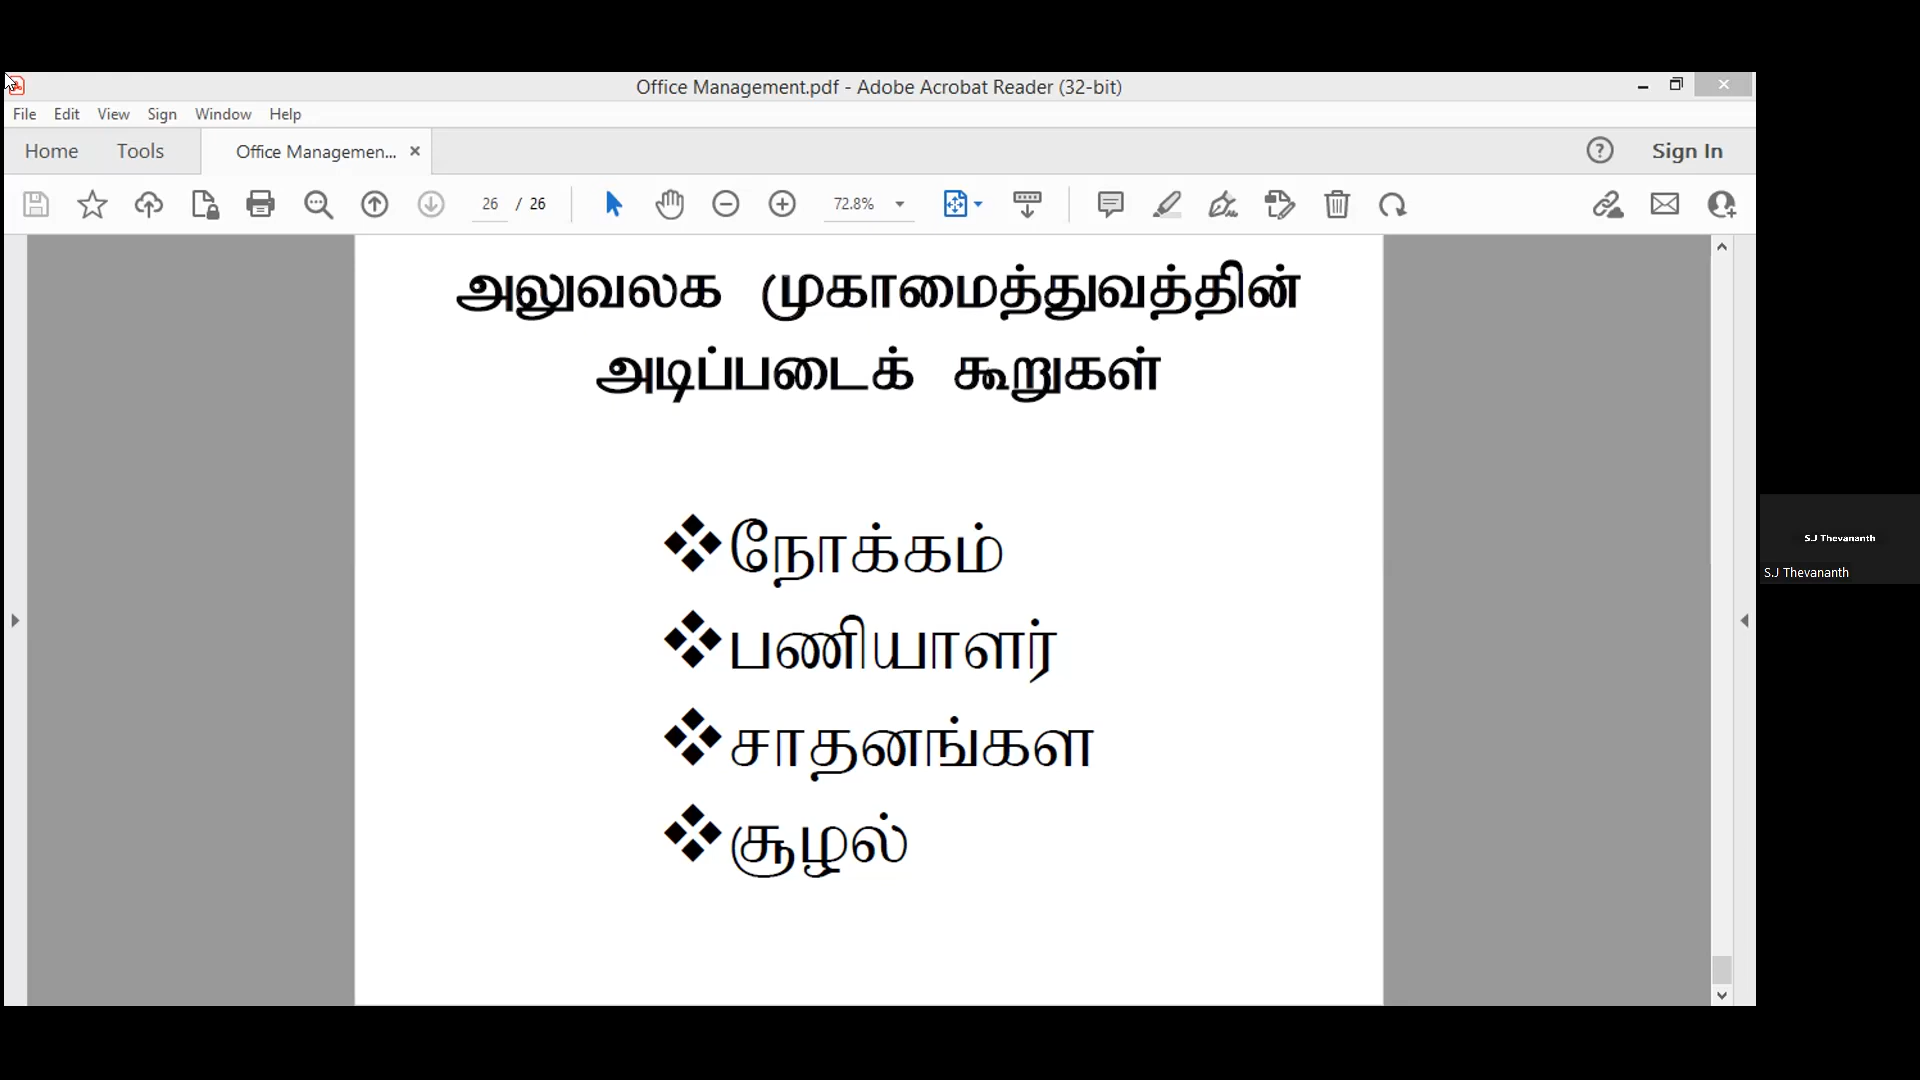 Office Management.pdf - Adobe Acrobat Reader (32-bit)
File Edit View Sign Window Help
Home Tools Office Managemen... Sign In
26 / 26 72.8%
அலுவலக முகாமைத்துவத்தின்
அடிப்படைக் கூறுகள்
நோக்கம்
பணியாளர்
சாதனங்கள
சூழல்
S.J Thevananth
S.J Thevananth